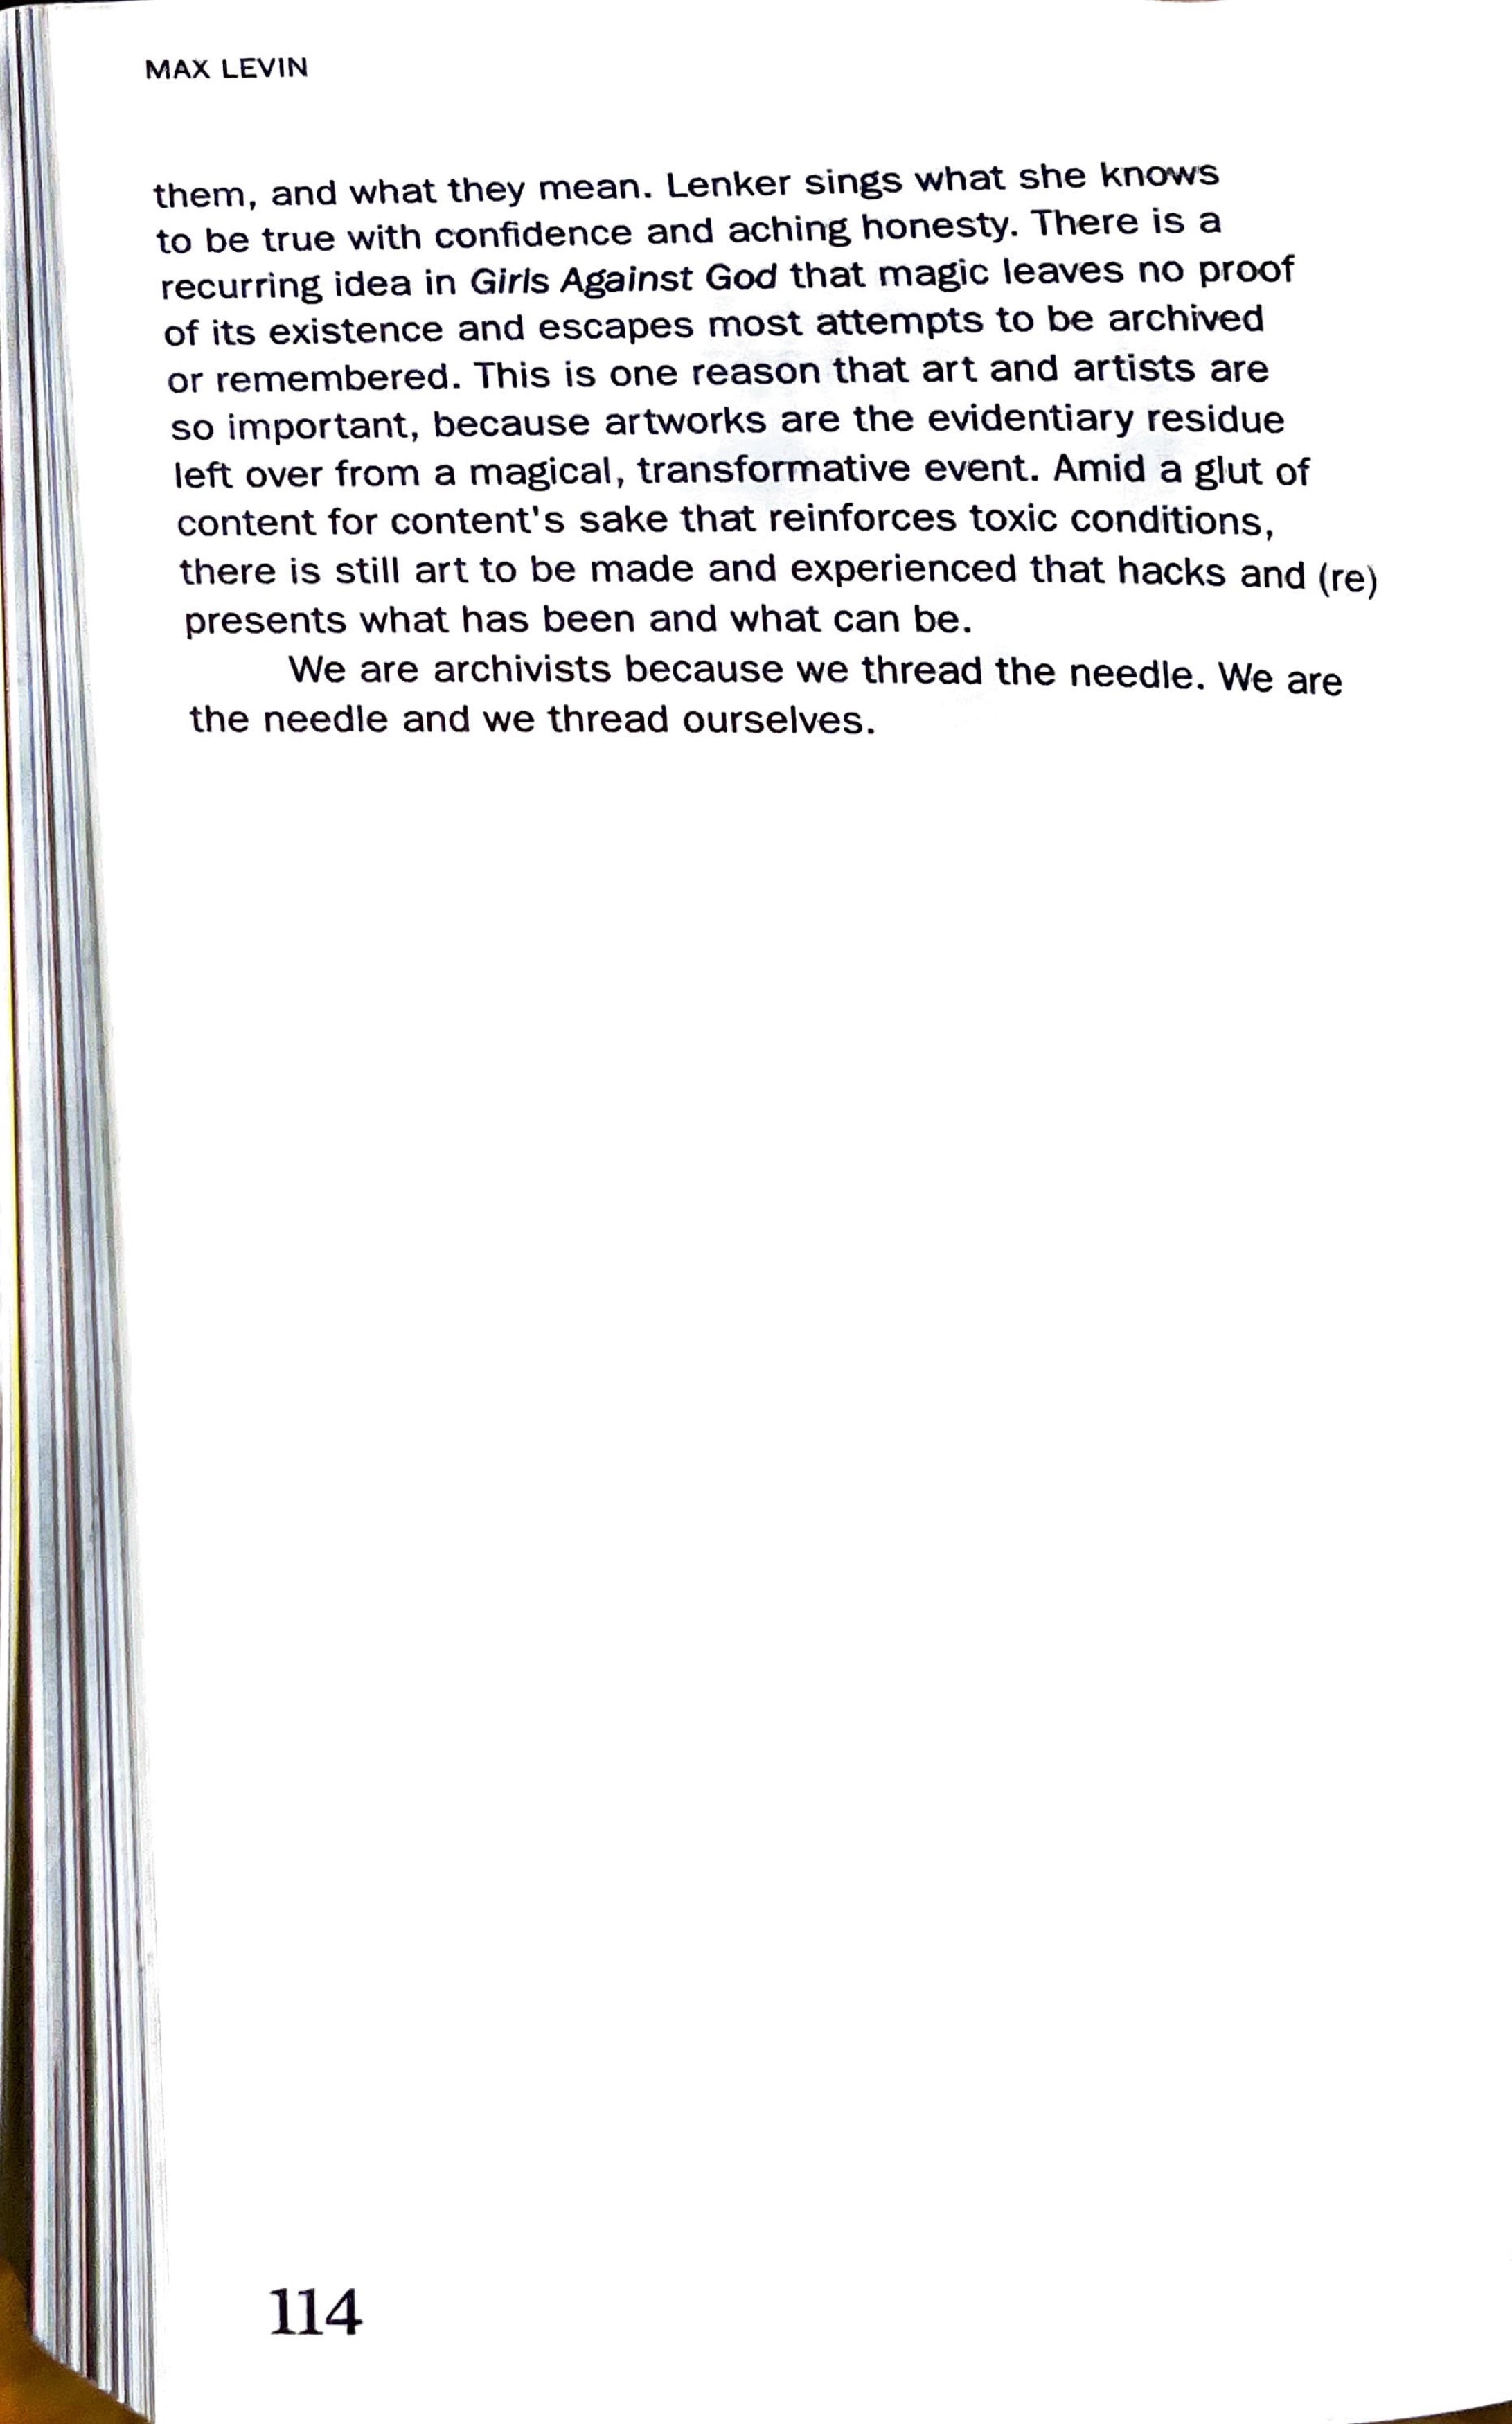 MAX LEVIN
them, and what they mean. Lenker sings what she knows
to be true with confidence and aching honesty. There is a
recurring idea in Girls Against God that magic leaves no proof
of its existence and escapes most attempts to be archived
or remembered. This is one reason that art and artists are
so important, because artworks are the evidentiary residue
left over from a magical, transformative event. Amid a glut of
content for content's sake that reinforces toxic conditions,
there is still art to be made and experienced that hacks and (re)
presents what has been and what can be.
We are archivists because we thread the needle. We are
the needle and we thread ourselves.
114